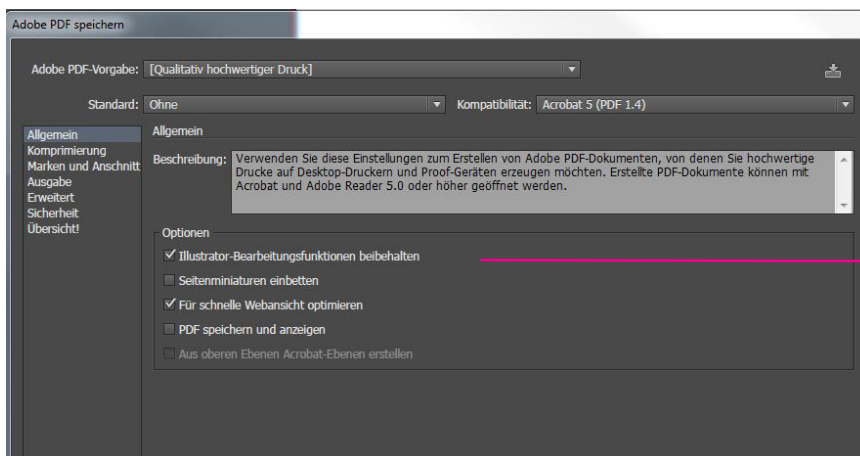 Adobe PDF speichern
Adobe PDF-Vorgabe: [Qualitativ hochwertiger Druck]
Standard: Ohne Kompatibilität: Acrobat 5 (PDF 1.4)
Allgemein
Komprimierung
Marken und Anschnitt
Ausgabe
Erweitert
Sicherheit
Übersicht!
Allgemein
Beschreibung: Verwenden Sie diese Einstellungen zum Erstellen von Adobe PDF-Dokumenten, von denen Sie hochwertige
Drucke auf Desktop-Druckern und Proof-Geräten erzeugen möchten. Erstellte PDF-Dokumente können mit
Acrobat und Adobe Reader 5.0 oder höher geöffnet werden.
Optionen
Illustrator-Bearbeitungsfunktionen beibehalten
Seitenminiaturen einbetten
Für schnelle Webansicht optimieren
PDF speichern und anzeigen
Aus oberen Ebenen Acrobat-Ebenen erstellen